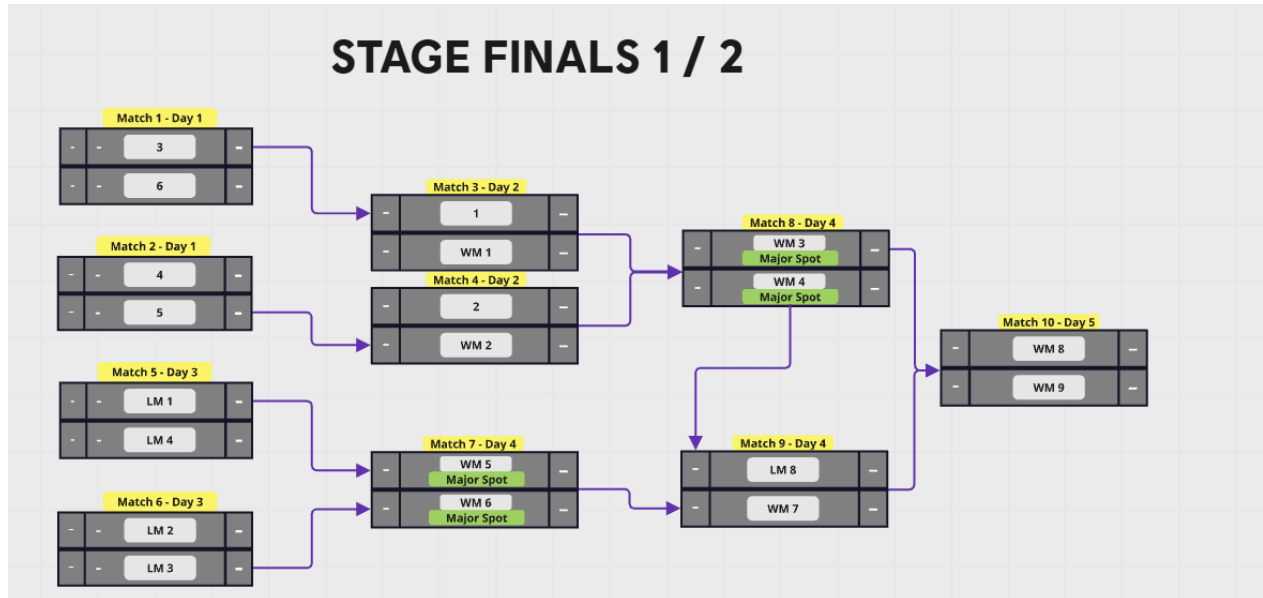 STAGE FINALS 1 / 2
Match 1 - Day 1
- - 3 -
- - 6 -
Match 2 - Day 1
- - 4 -
- - 5 -
Match 5 - Day 3
- - LM 1 -
- - LM 4 -
Match 6 - Day 3
- - LM 2 -
- - LM 3 -
Match 3 - Day 2
- 1 -
- WM 1 -
Match 4 - Day 2
- 2 -
- WM 2 -
Match 7 - Day 4
- WM 5 -
Major Spot
- WM 6 -
Major Spot
Match 8 - Day 4
- WM 3 -
Major Spot
- WM 4 -
Major Spot
Match 9 - Day 4
- LM 8 -
- WM 7 -
Match 10 - Day 5
- WM 8 -
- WM 9 -